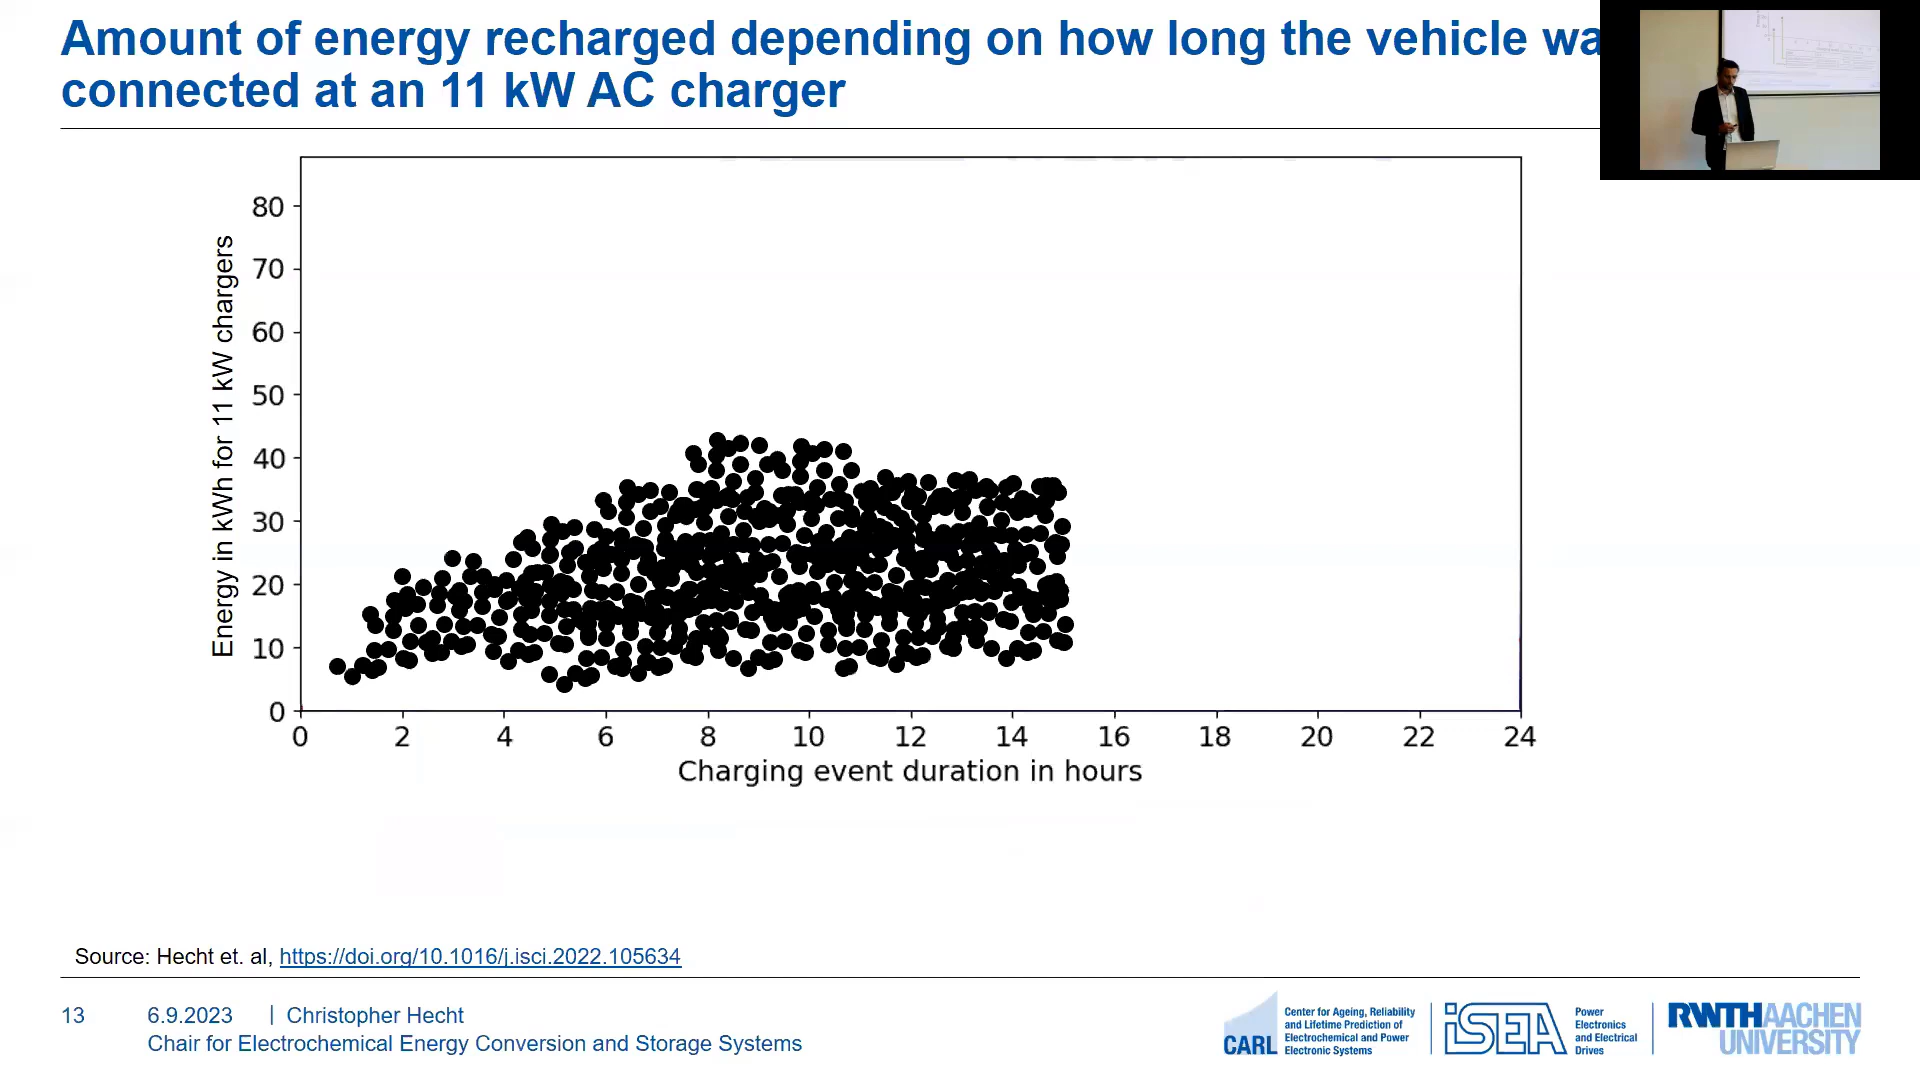 Amount of energy recharged depending on how long the vehicle wa
connected at an 11 kW AC charger
Energy in kWh for 11 kW chargers
80
70
60
50
40
30
20
10
0
0 2 4 6 8 10 12 14 16 18 20 22 24
Charging event duration in hours
Source: Hecht et. al, https://doi.org/10.1016/j.isci.2022.105634
13 6.9.2023 | Christopher Hecht
Chair for Electrochemical Energy Conversion and Storage Systems
CARL
Center for Ageing, Reliability
and Lifetime Prediction of
Electrochemical and Power
Electronic Systems
iSEA
Power
Electronics
and Electrical
Drives
RWTHAACHEN
UNIVERSITY